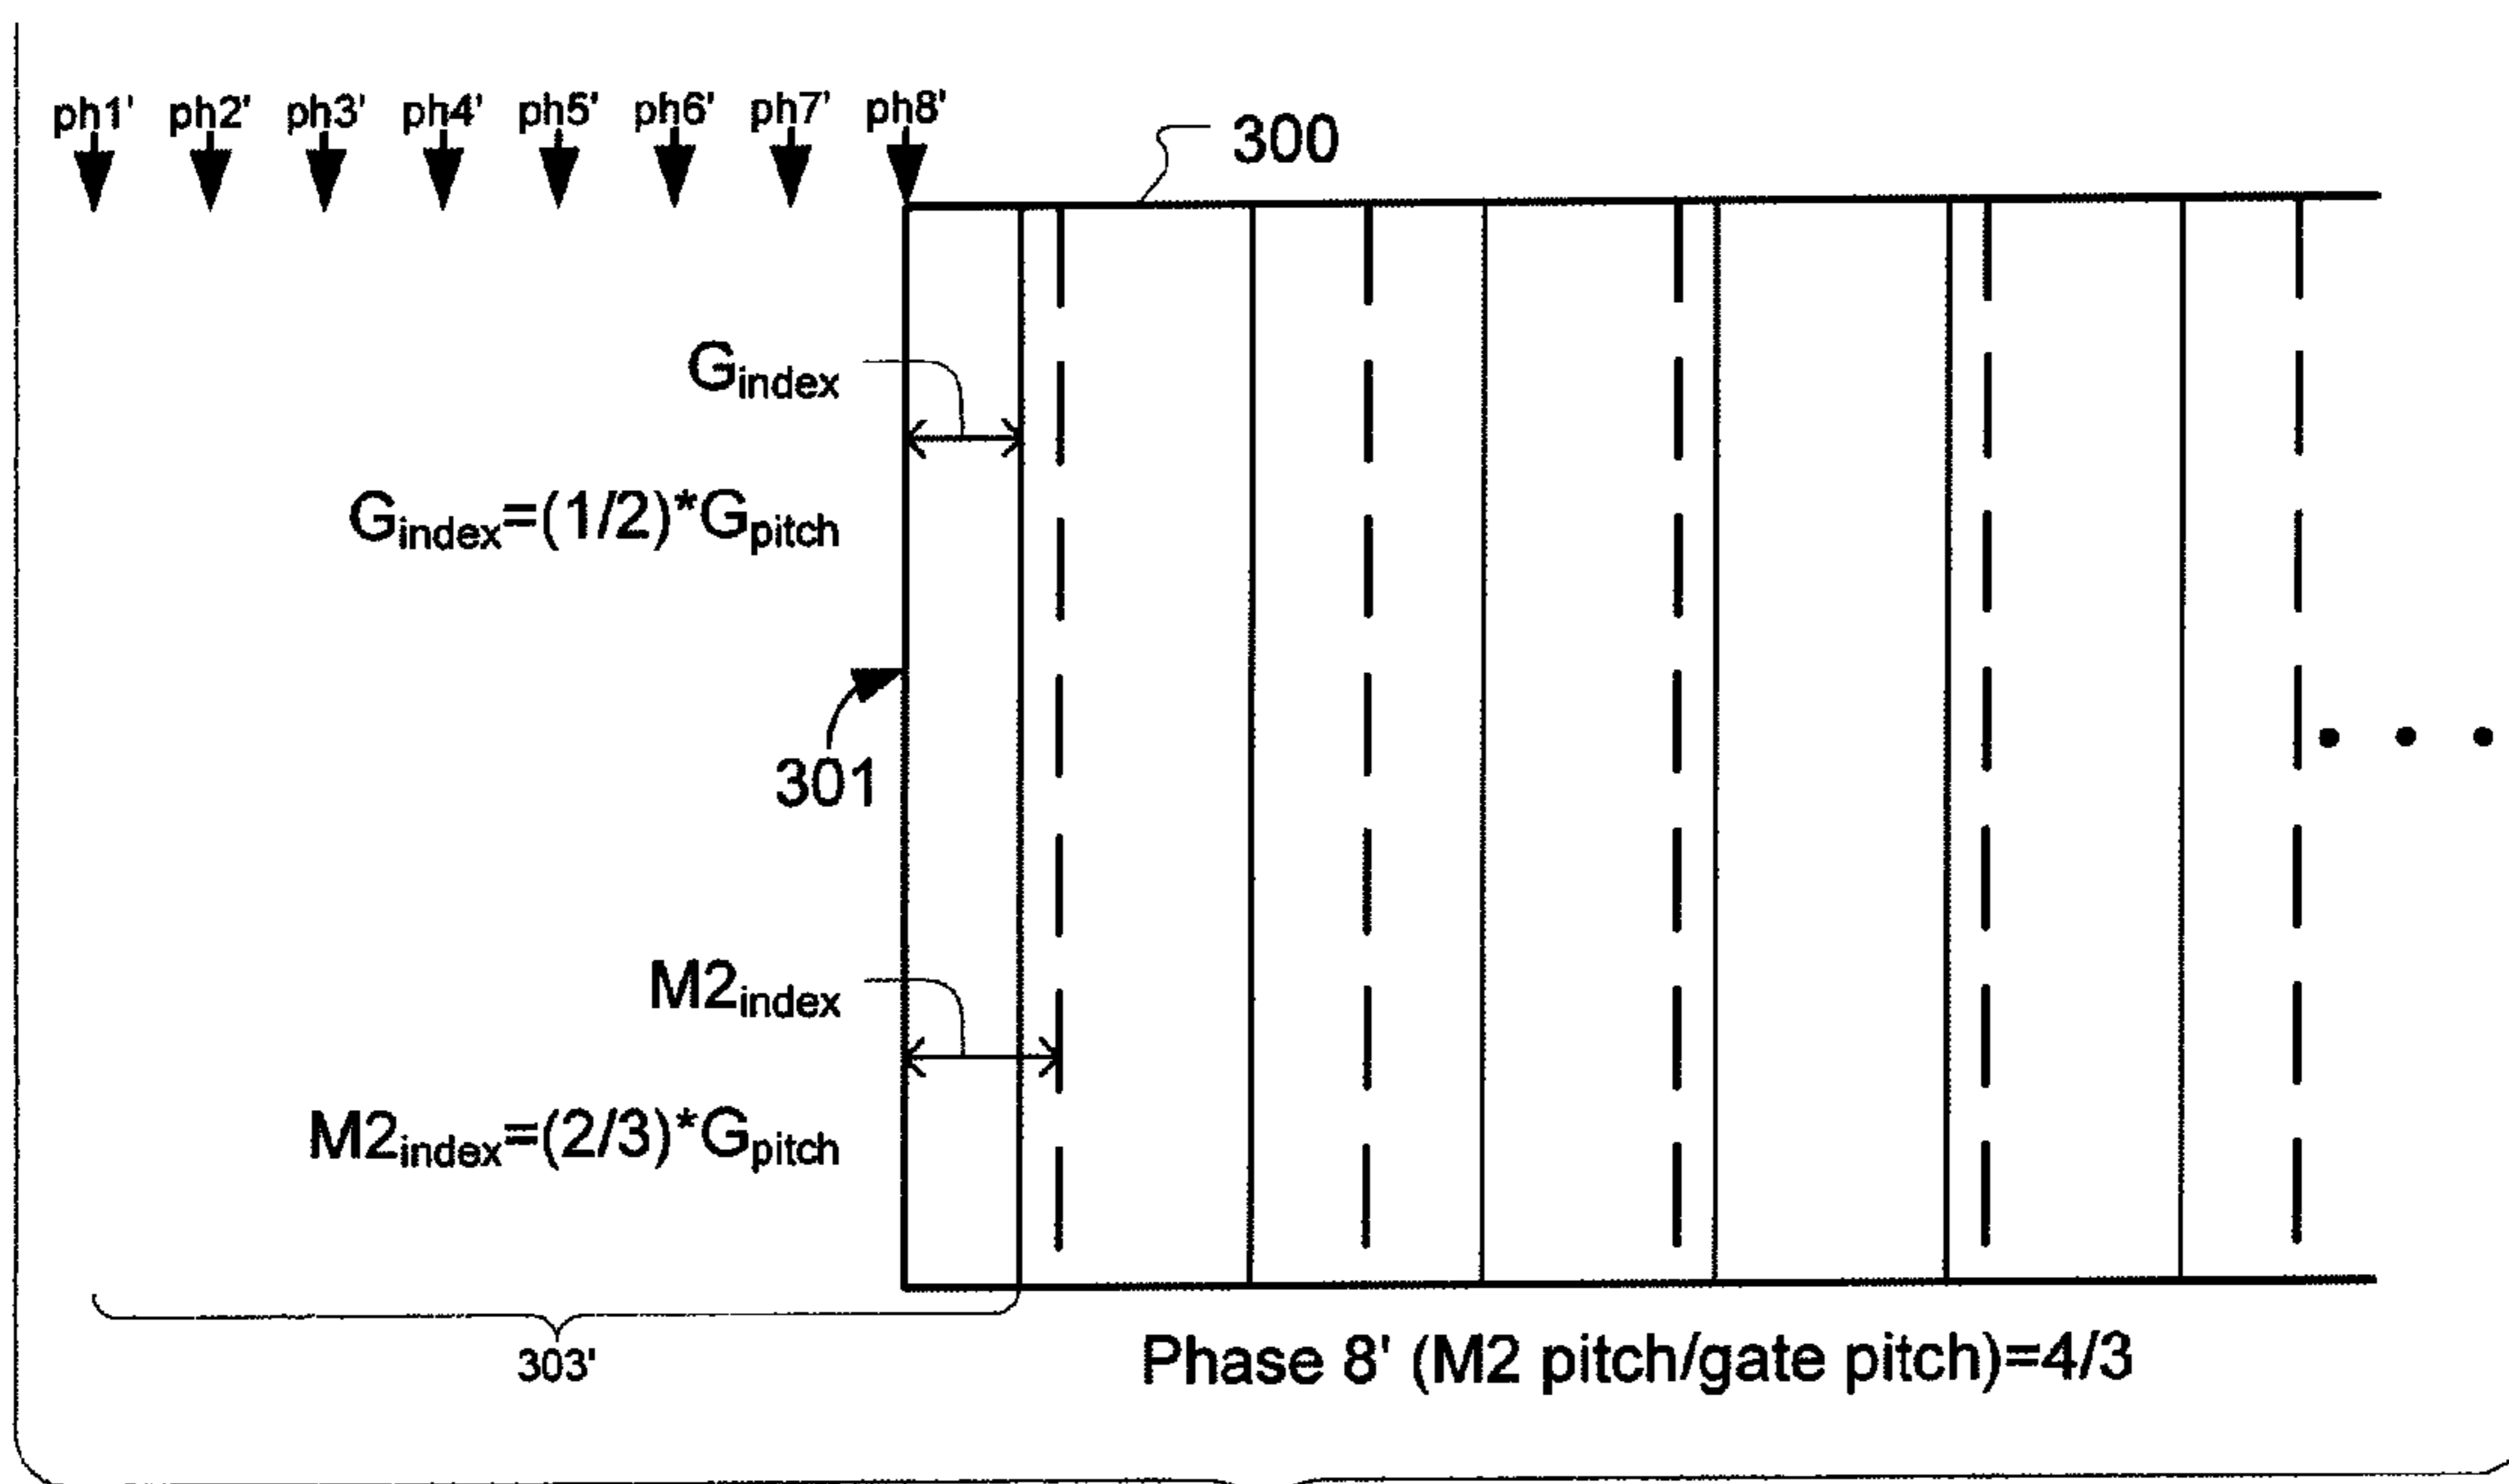 ph1' ph2' ph3' ph4' ph5' ph6' ph7' ph8'
300
Gindex
Gindex=(1/2)*Gpitch
301
M2index
M2index=(2/3)*Gpitch
303'
Phase 8' (M2 pitch/gate pitch)=4/3